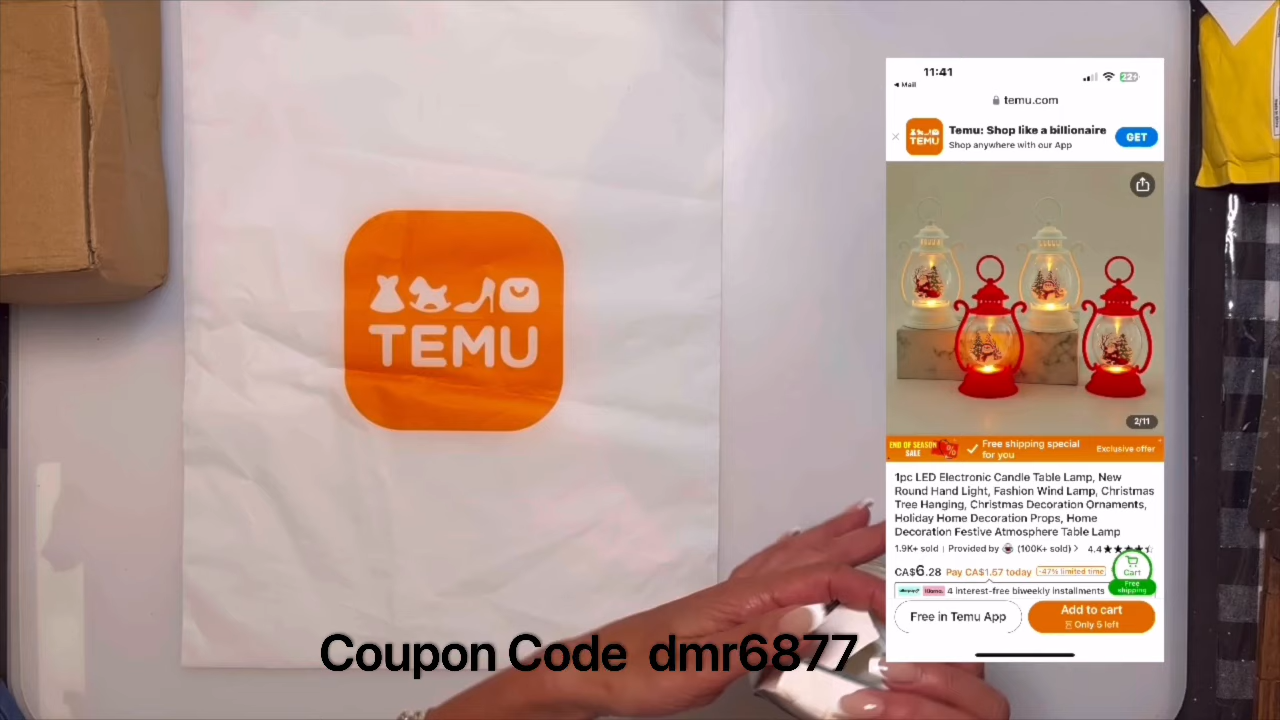 TEMU
11:41
Mail
temu.com
TEMU
Temu: Shop like a billionaire
Shop anywhere with our App
GET
2/11
END OF SEASON
SALE
%
Free shipping special
for you
Exclusive offer
1pc LED Electronic Candle Table Lamp, New
Round Hand Light, Fashion Wind Lamp, Christmas
Tree Hanging, Christmas Decoration Ornaments,
Holiday Home Decoration Props, Home
Decoration Festive Atmosphere Table Lamp
1.9K+ sold | Provided by (100K+ sold) 4.4
CA$6.28 Pay CA$1.57 today -47% limited time
Cart
Free
shipping
Klarna. 4 interest-free biweekly installments
Free in Temu App
Add to cart
Only 5 left
Coupon Code dmr6877